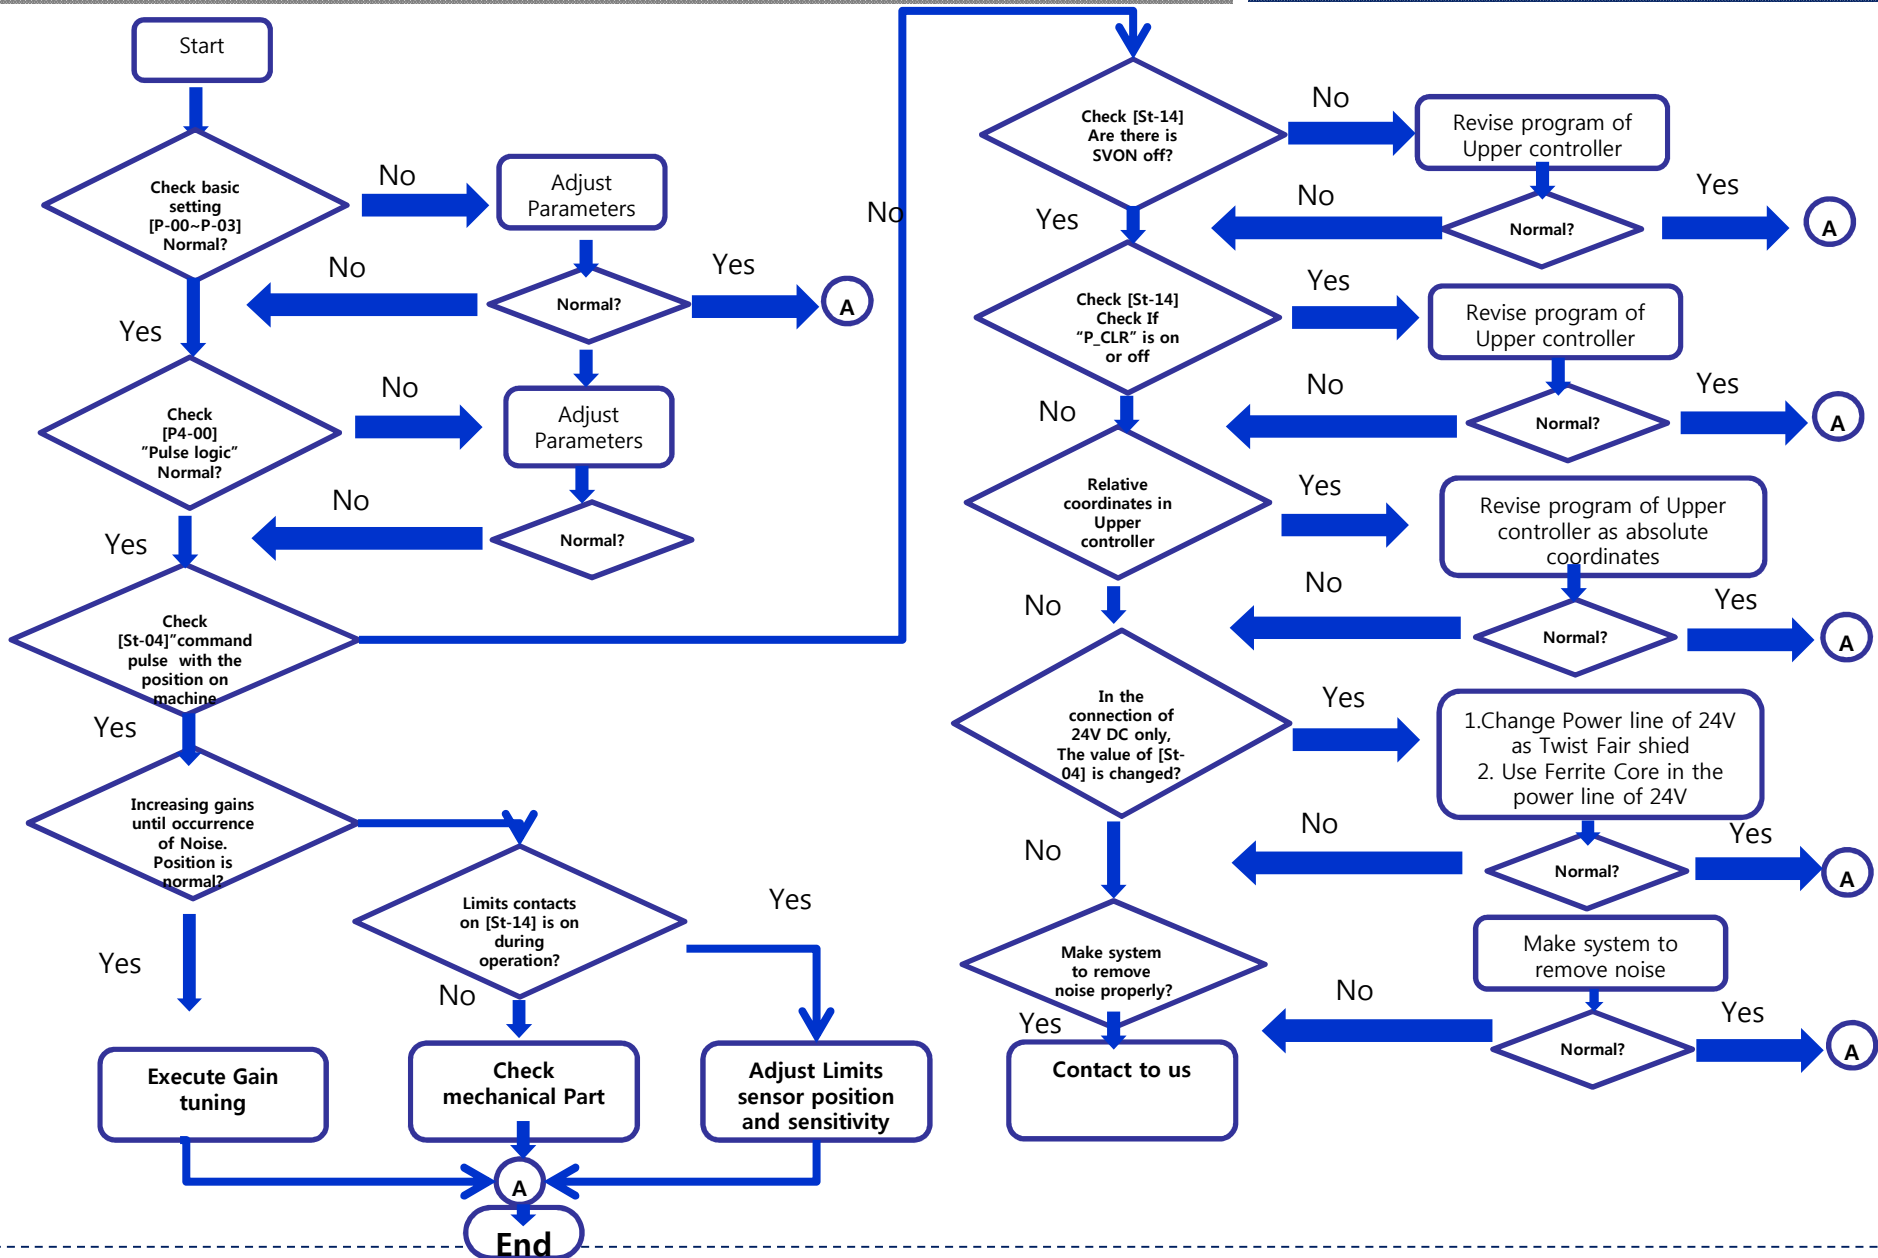 Start
Check basic
setting
[P-00~P-03]
Normal?
No
Adjust
Parameters
No
Normal?
Yes
A
Yes
Check
[P4-00]
"Pulse logic"
Normal?
No
Adjust
Parameters
No
Normal?
Yes
Check
[St-04]"command
pulse with the
position on
machine
No
Yes
Increasing gains
until occurrence
of Noise.
Position is
normal?
Limits contacts
on [St-14] is on
during
operation?
Yes
Yes
No
Execute Gain
tuning
Check
mechanical Part
Adjust Limits
sensor position
and sensitivity
A
End
Check [St-14]
Are there is
SVON off?
No
Revise program of
Upper controller
No
Normal?
Yes
A
Yes
Check [St-14]
Check If
"P_CLR" is on
or off
Yes
Revise program of
Upper controller
No
Normal?
Yes
A
No
Relative
coordinates in
Upper
controller
Yes
Revise program of Upper
controller as absolute
coordinates
No
Normal?
Yes
A
No
In the
connection of
24V DC only,
The value of [St-
04] is changed?
Yes
1.Change Power line of 24V
as Twist Fair shied
2. Use Ferrite Core in the
power line of 24V
No
Normal?
Yes
A
No
Make system
to remove
noise properly?
Make system to
remove noise
No
Normal?
Yes
A
Yes
Contact to us